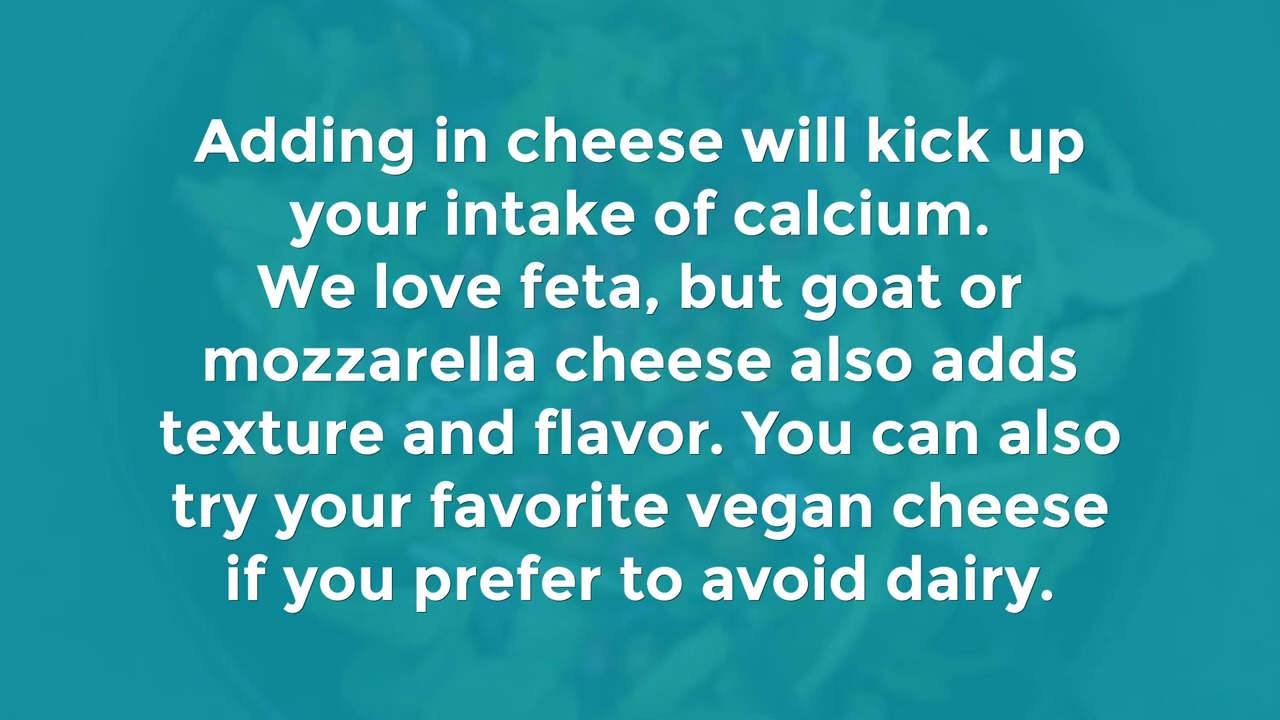 Adding in cheese will kick up
your intake of calcium.
We love feta, but goat or
mozzarella cheese also adds
texture and flavor. You can also
try your favorite vegan cheese
if you prefer to avoid dairy.